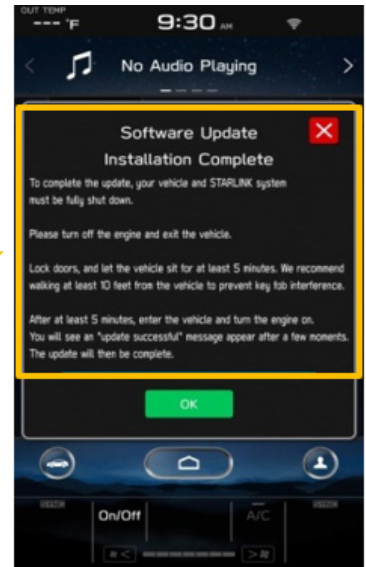 OUT TEMP
--- °F
9:30 AM
No Audio Playing
Software Update
Installation Complete
To complete the update, your vehicle and STARLINK system
must be fully shut down.
Please turn off the engine and exit the vehicle.
Lock doors, and let the vehicle sit for at least 5 minutes. We recommend
walking at least 10 feet from the vehicle to prevent key fob interference.
After at least 5 minutes, enter the vehicle and turn the engine on.
You will see an "update successful" message appear after a few moments.
The update will then be complete.
OK
SYNC
SYNC
On/Off
A/C